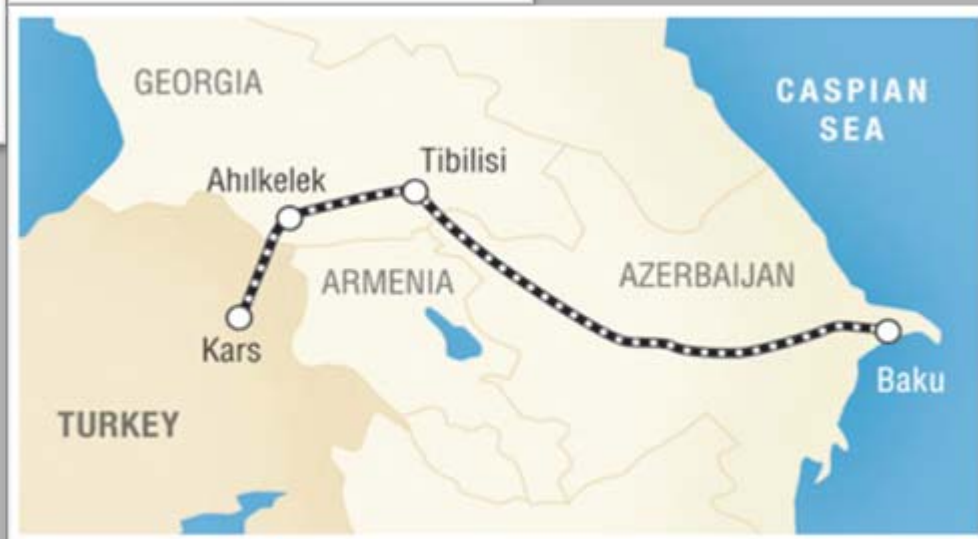 GEORGIA
CASPIAN
SEA
Tibilisi
Ahılkelek
ARMENIA
AZERBAIJAN
Kars
Baku
TURKEY